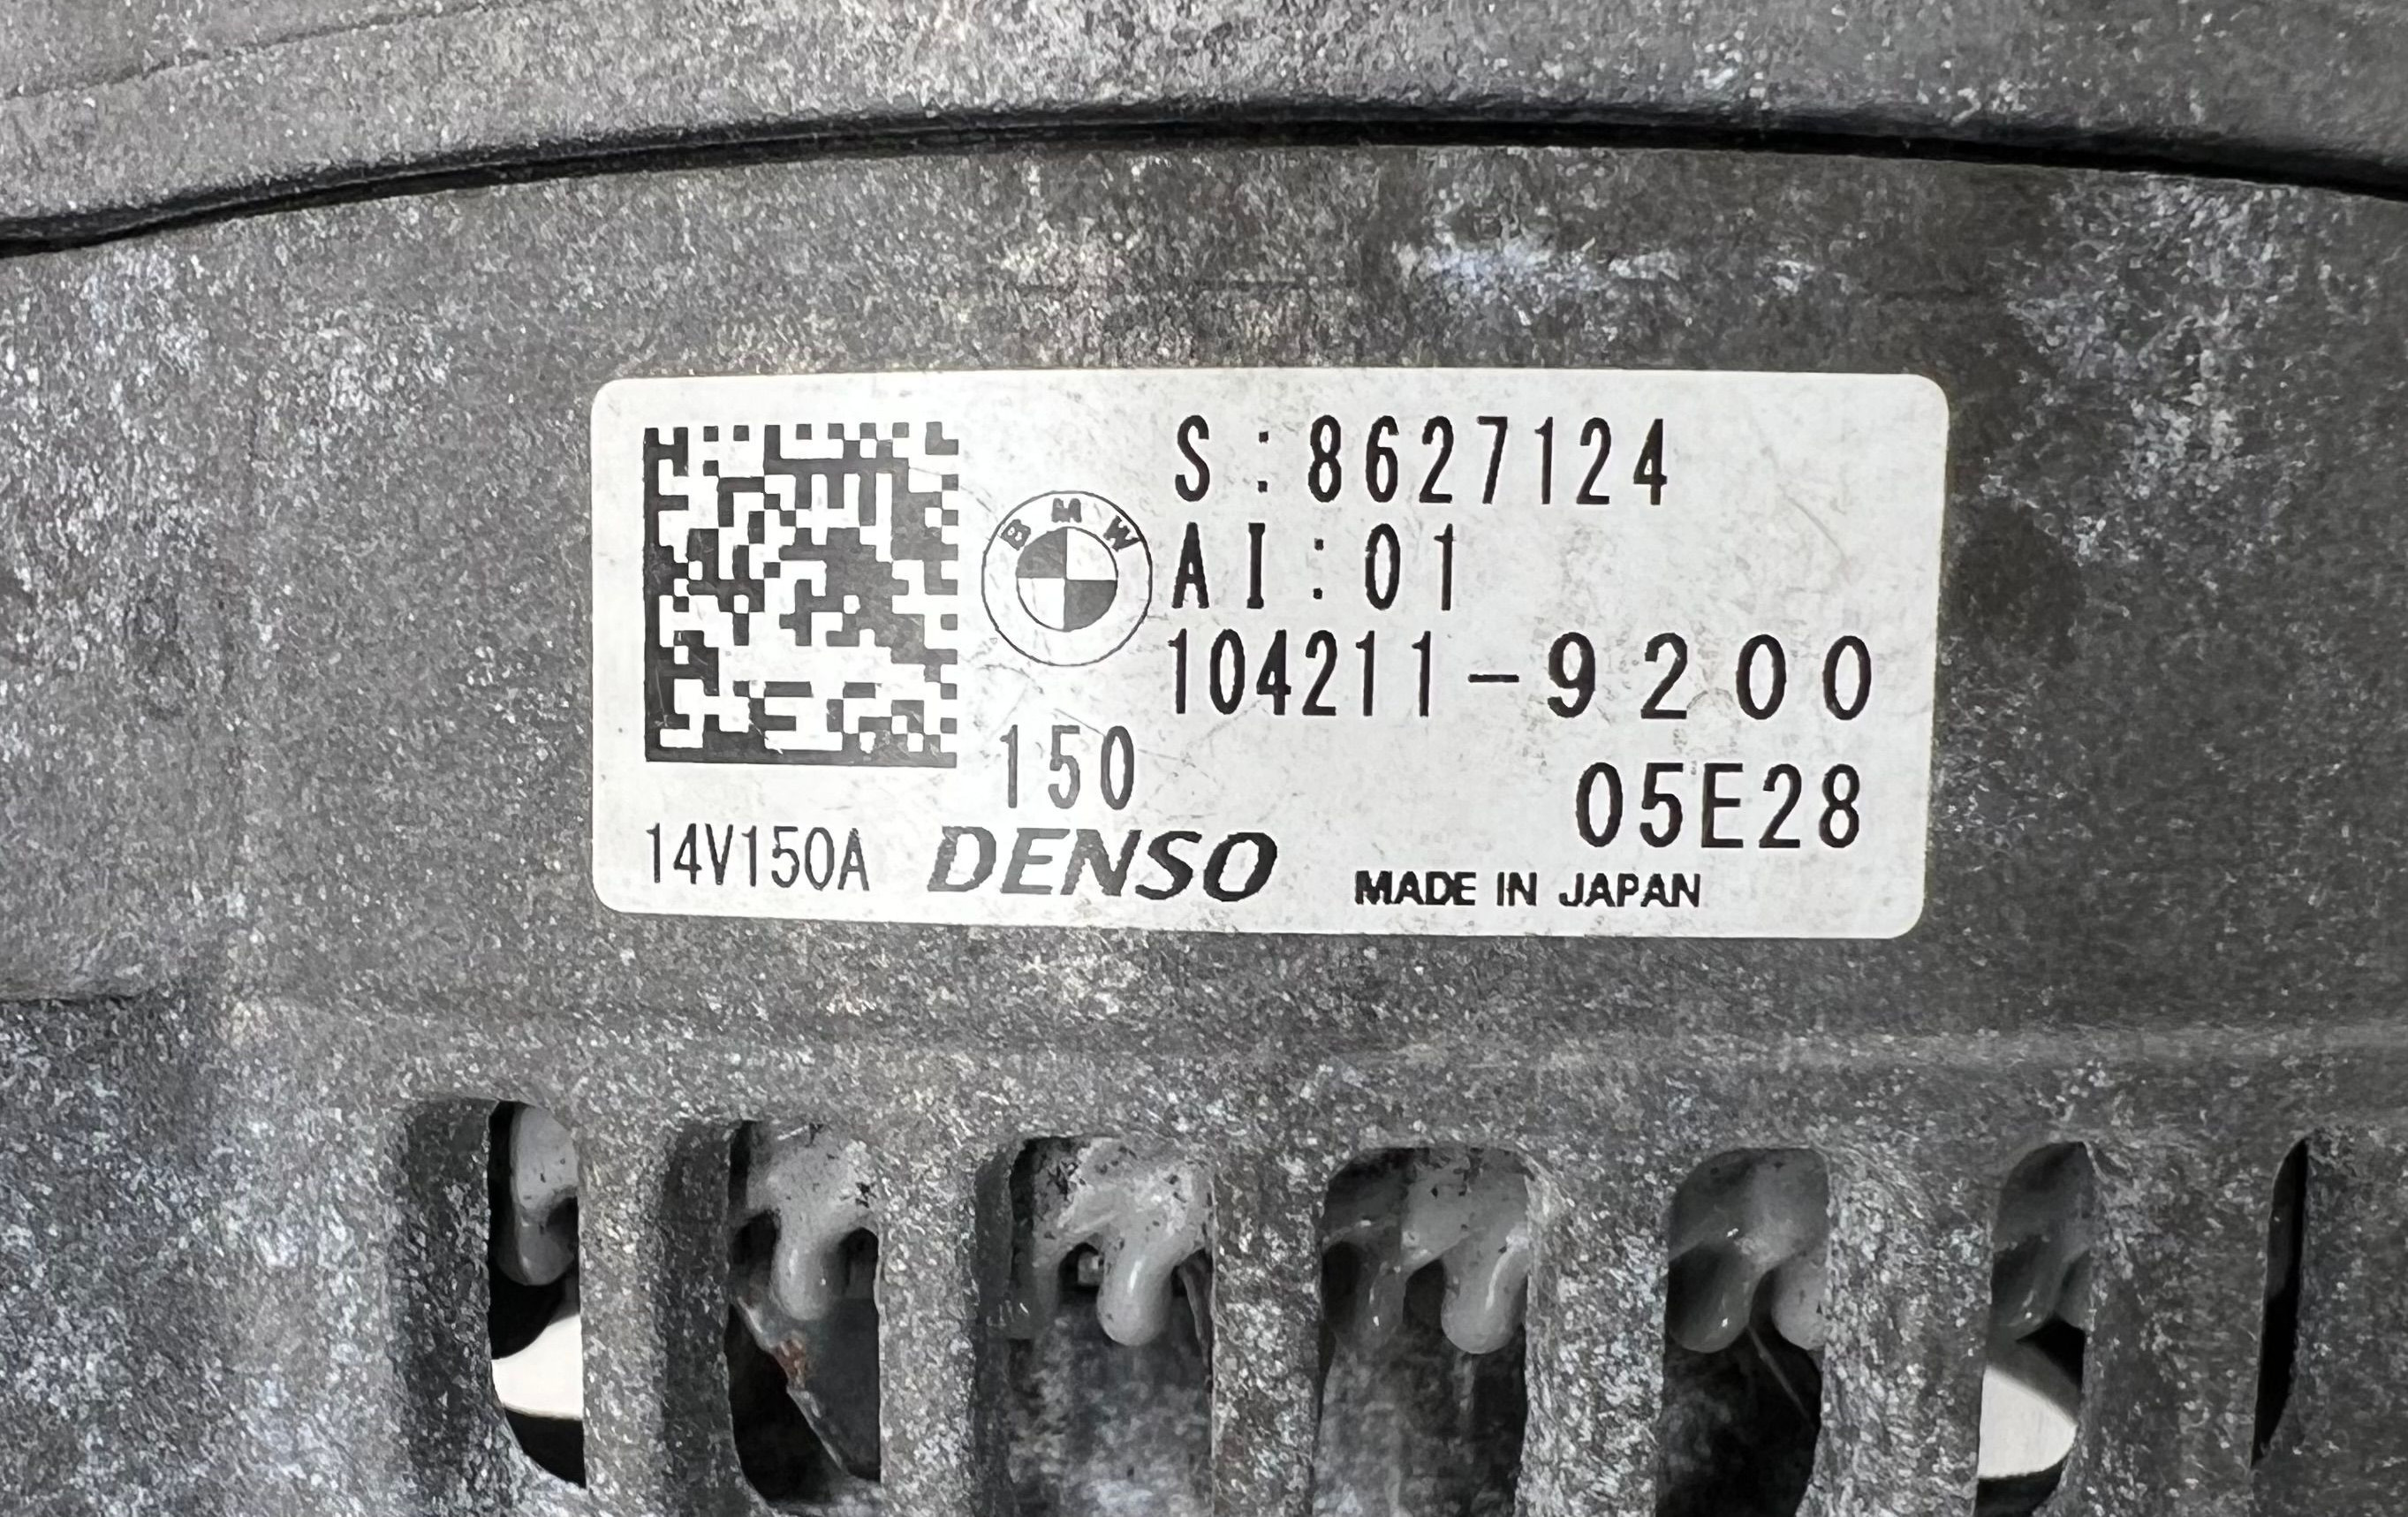 S:8627124
BMW
AI:01
104211-9200
150
05E28
14V150A DENSO MADE IN JAPAN